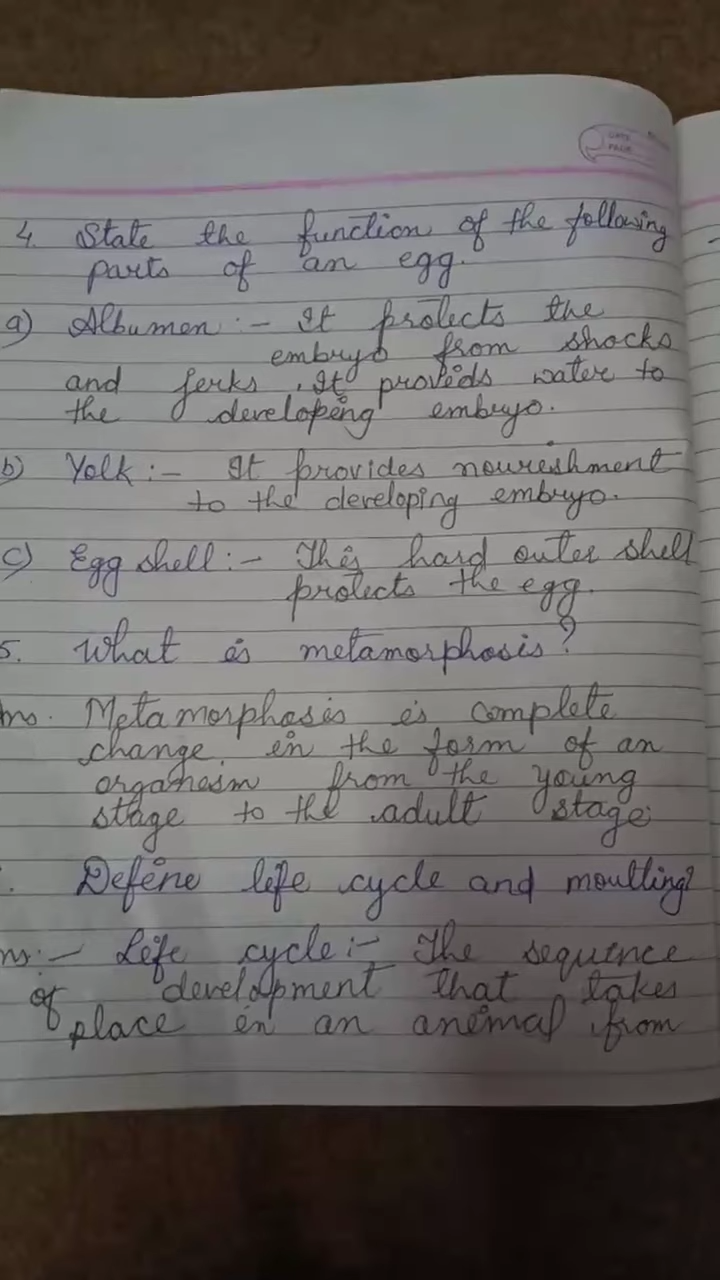 4. State the function of the following
parts of an egg.
a) Albumen :- It protects the
embryo from shocks
and jerks. It provids water to
the developing embryo.
b) Yolk :- It provides nourishment
to the developing embryo.
c) Egg shell :- This hard outer shell
protects the egg.
5. What is metamorphosis?
ns. Metamorphosis is complete
change in the form of an
organism from the young
stage to the adult stage.
. Define life cycle and moulting?
ns :- Life cycle :- The sequence
of development that takes
place in an animal from